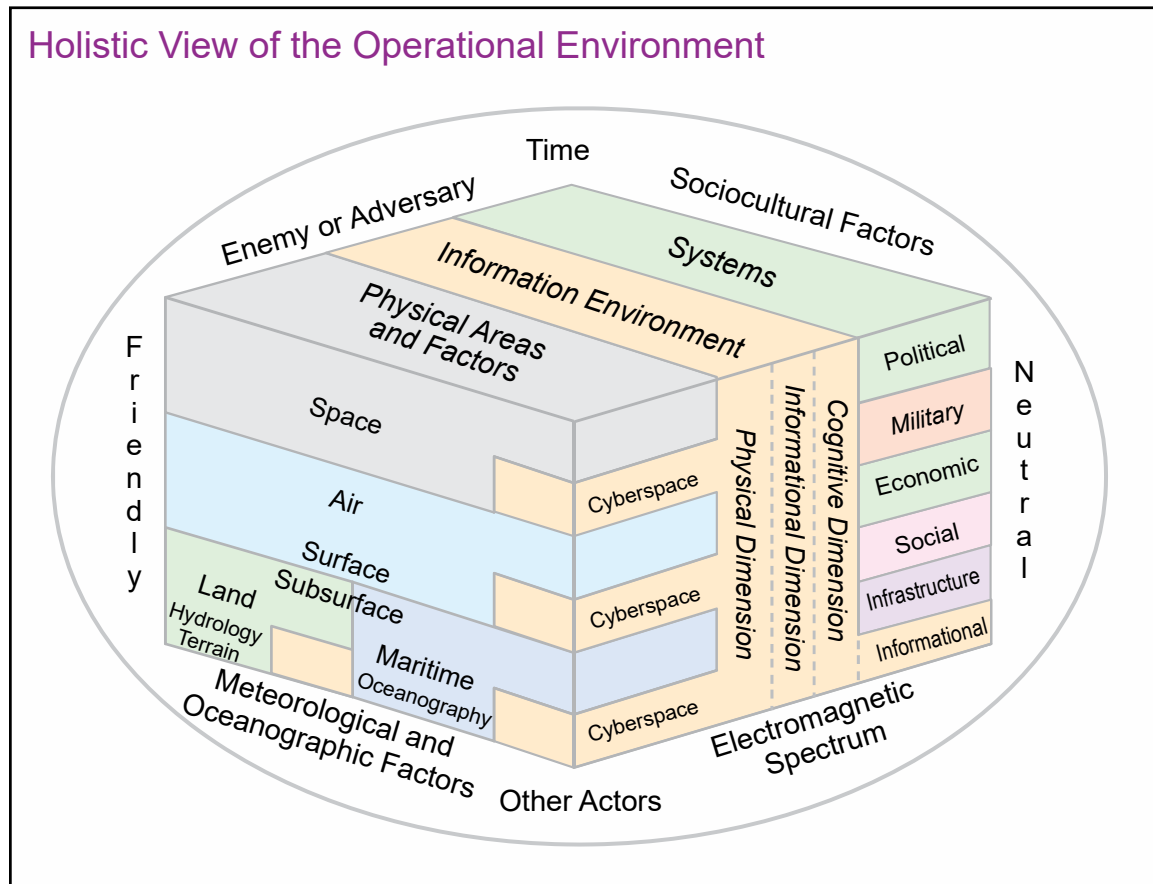 Holistic View of the Operational Environment
Time
Enemy or Adversary
Sociocultural Factors
Systems
Information Environment
Physical Areas
and Factors
Friendly
Neutral
Space
Air
Surface
Subsurface
Land
Hydrology
Terrain
Maritime
Oceanography
Cyberspace
Cyberspace
Cyberspace
Physical Dimension
Informational Dimension
Cognitive Dimension
Political
Military
Economic
Social
Infrastructure
Informational
Meteorological and
Oceanographic Factors
Other Actors
Electromagnetic
Spectrum